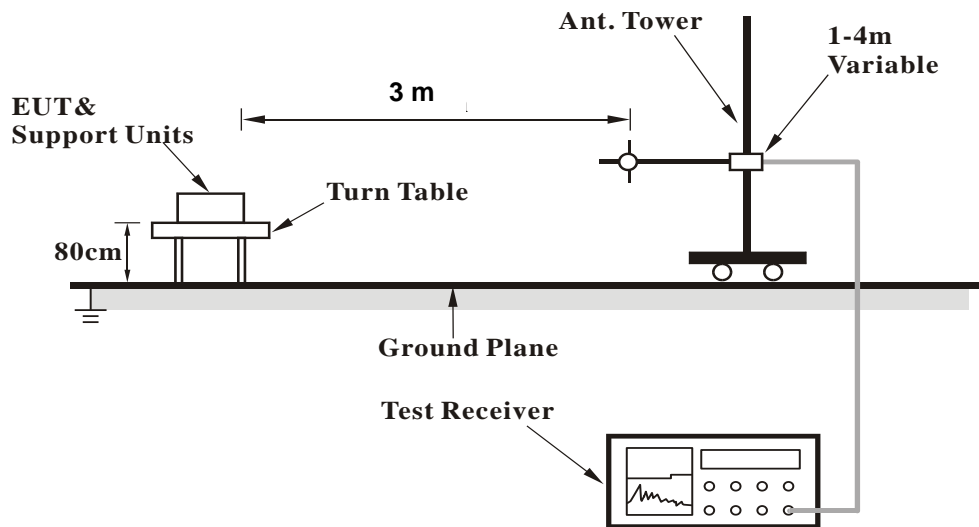 Ant. Tower
1-4m
Variable
3 m
EUT&
Support Units
Turn Table
80cm
Ground Plane
Test Receiver